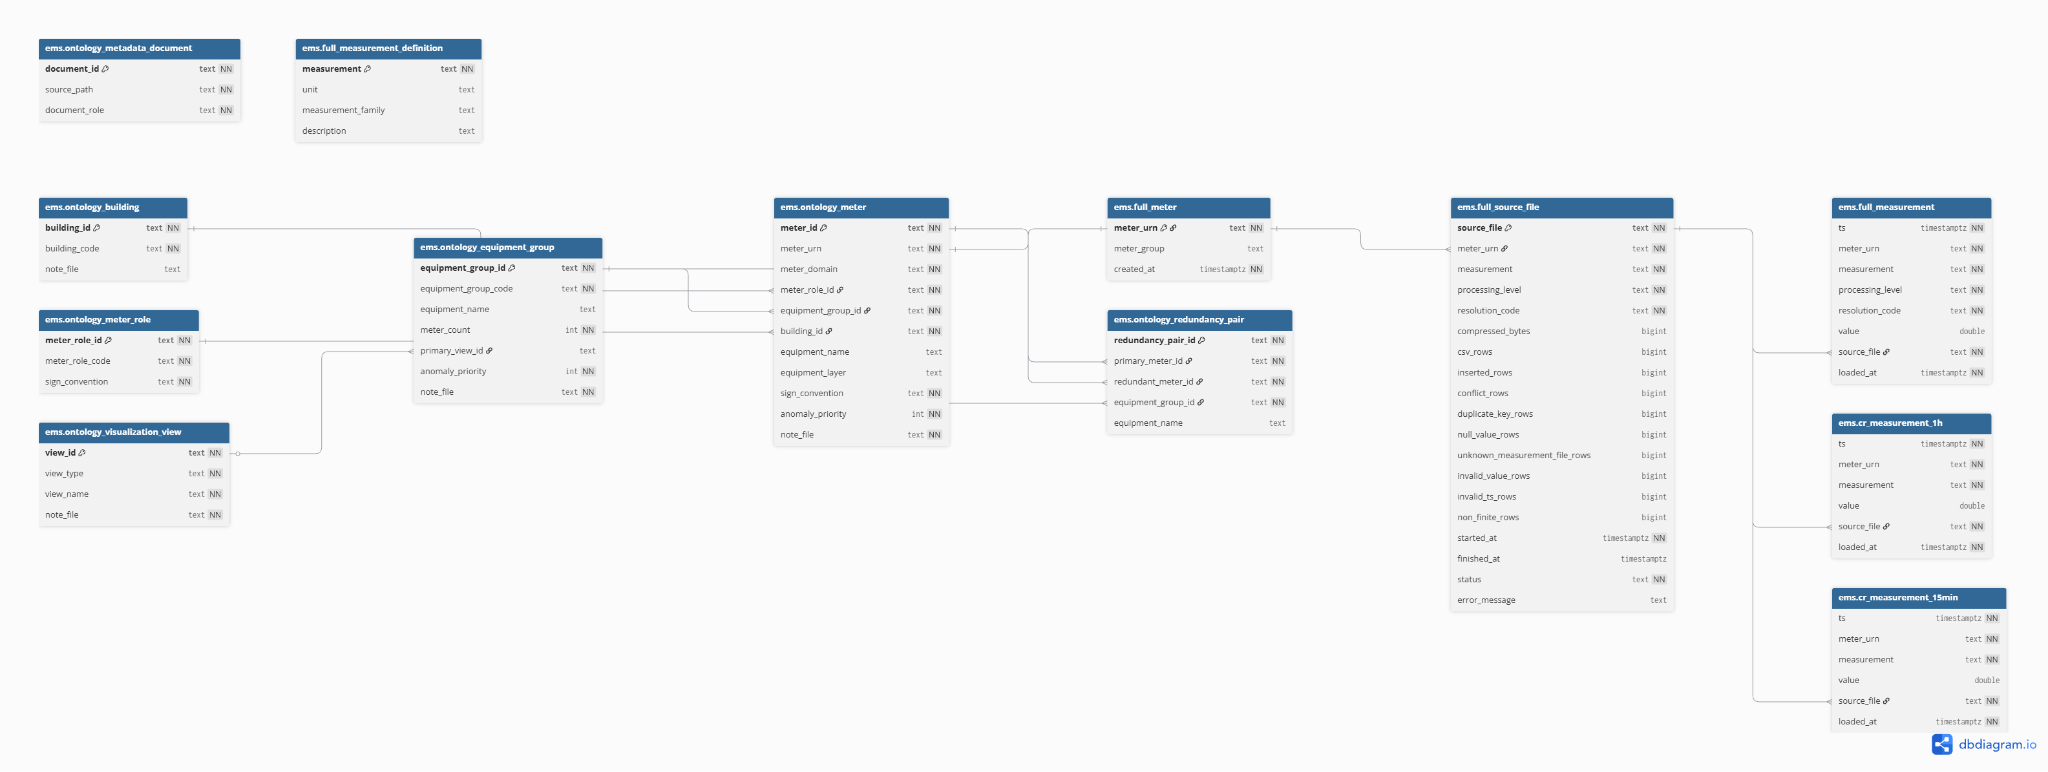 ems.ontology_metadata_document
document_id text NN
source_path text NN
document_role text NN
ems.full_measurement_definition
measurement text NN
unit text
measurement_family text
description text
ems.ontology_building
building_id text NN
building_code text NN
note_file text
ems.ontology_meter_role
meter_role_id text NN
meter_role_code text NN
sign_convention text NN
ems.ontology_visualization_view
view_id text NN
view_type text NN
view_name text NN
note_file text NN
ems.ontology_equipment_group
equipment_group_id text NN
equipment_group_code text NN
equipment_name text
meter_count int NN
primary_view_id text
anomaly_priority int NN
note_file text NN
ems.ontology_meter
meter_id text NN
meter_urn text NN
meter_domain text NN
meter_role_id text NN
equipment_group_id text NN
building_id text NN
equipment_name text
equipment_layer text
sign_convention text NN
anomaly_priority int NN
note_file text NN
ems.full_meter
meter_urn text NN
meter_group text
created_at timestamptz NN
ems.ontology_redundancy_pair
redundancy_pair_id text NN
primary_meter_id text NN
redundant_meter_id text NN
equipment_group_id text NN
equipment_name text
ems.full_source_file
source_file text NN
meter_urn text NN
measurement text NN
processing_level text NN
resolution_code text NN
compressed_bytes bigint
csv_rows bigint
inserted_rows bigint
conflict_rows bigint
duplicate_key_rows bigint
null_value_rows bigint
unknown_measurement_file_rows bigint
invalid_value_rows bigint
invalid_ts_rows bigint
non_finite_rows bigint
started_at timestamptz NN
finished_at timestamptz
status text NN
error_message text
ems.full_measurement
ts timestamptz NN
meter_urn text NN
measurement text NN
processing_level text NN
resolution_code text NN
value double
source_file text NN
loaded_at timestamptz NN
ems.cr_measurement_1h
ts timestamptz NN
meter_urn text NN
measurement text NN
value double
source_file text NN
loaded_at timestamptz NN
ems.cr_measurement_15min
ts timestamptz NN
meter_urn text NN
measurement text NN
value double
source_file text NN
loaded_at timestamptz NN
dbdiagram.io